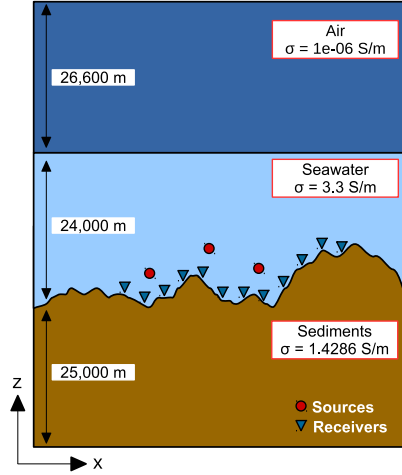 Air
σ = 1e-06 S/m
26,600 m
Seawater
σ = 3.3 S/m
24,000 m
Sediments
σ = 1.4286 S/m
25,000 m
Z
Sources
Receivers
X